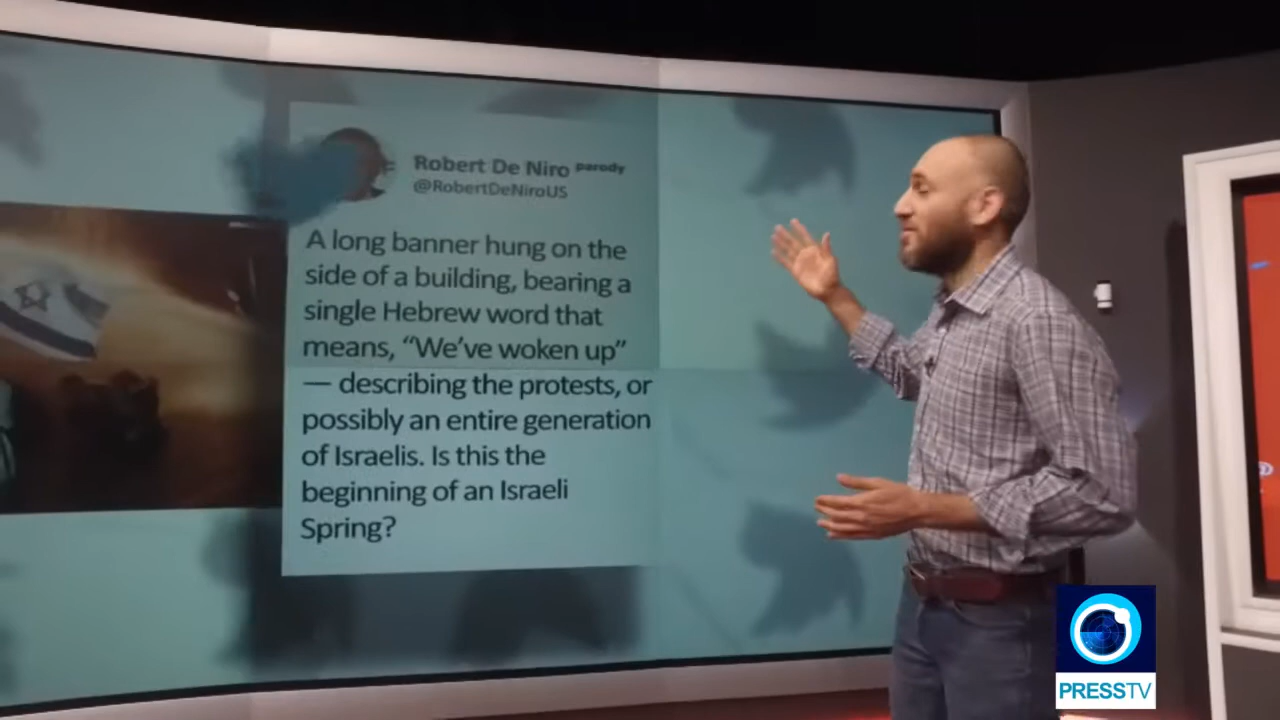 Robert De Niro parody
@RobertDeNiroUS
A long banner hung on the
side of a building, bearing a
single Hebrew word that
means, “We’ve woken up”
— describing the protests, or
possibly an entire generation
of Israelis. Is this the
beginning of an Israeli
Spring?
PRESSTV